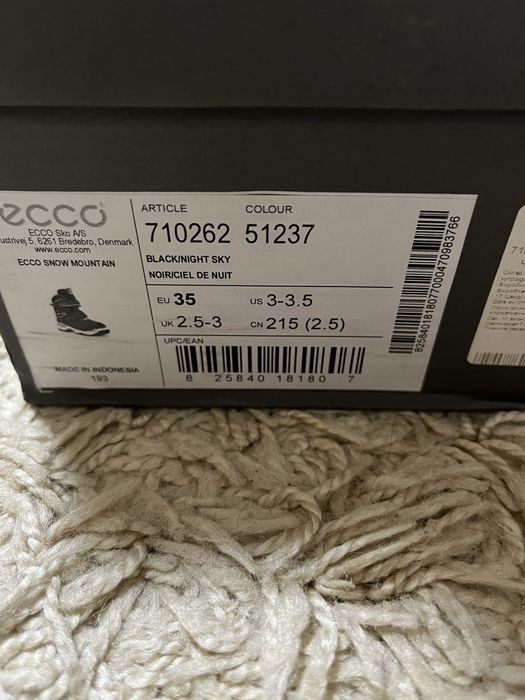 ecco
ECCO Sko A/S
ustrivej 5, 6261 Bredebro, Denmark
www.ecco.com
ECCO SNOW MOUNTAIN
MADE IN INDONESIA
193
ARTICLE COLOUR
710262 51237
BLACK/NIGHT SKY
NOIR/CIEL DE NUIT
EU 35 US 3-3.5
UK 2.5-3 CN 215 (2.5)
UPC/EAN
8 25840 18180 7
82584018180770004709837​66